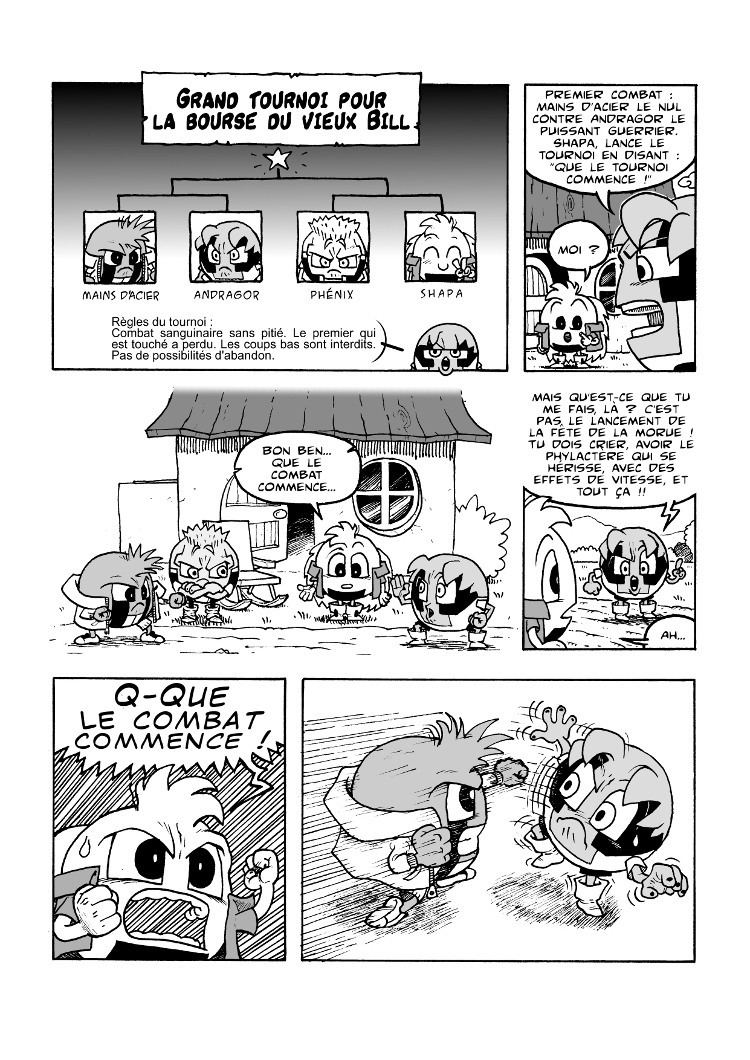 GRAND TOURNOI POUR
LA BOURSE DU VIEUX BILL
MAINS D'ACIER
ANDRAGOR
PHÉNIX
SHAPA
Règles du tournoi :
Combat sanguinaire sans pitié. Le premier qui
est touché a perdu. Les coups bas sont interdits.
Pas de possibilités d'abandon.
PREMIER COMBAT :
MAINS D'ACIER LE NUL
CONTRE ANDRAGOR LE
PUISSANT GUERRIER.
SHAPA, LANCE LE
TOURNOI EN DISANT :
"QUE LE TOURNOI
COMMENCE !"
MOI ?
BON BEN...
QUE LE
COMBAT
COMMENCE...
MAIS QU'EST-CE QUE TU
ME FAIS, LÀ ? C'EST
PAS, LE LANCEMENT DE
LA FÊTE DE LA MORUE !
TU DOIS CRIER, AVOIR LE
PHYLACTÈRE QUI SE
HÉRISSE, AVEC DES
EFFETS DE VITESSE, ET
TOUT ÇA !!
AH...
Q-QUE
LE COMBAT
COMMENCE !